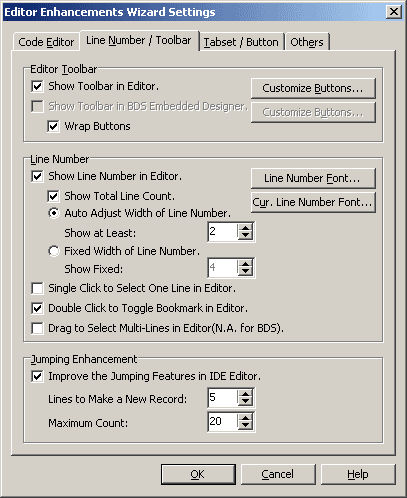 Editor Enhancements Wizard Settings
Code Editor Line Number / Toolbar Tabset / Button Others
Editor Toolbar
Show Toolbar in Editor. Customize Buttons...
Show Toolbar in BDS Embedded Designer. Customize Buttons...
Wrap Buttons
Line Number
Show Line Number in Editor. Line Number Font...
Show Total Line Count. Cur. Line Number Font...
Auto Adjust Width of Line Number.
Show at Least: 2
Fixed Width of Line Number.
Show Fixed: 4
Single Click to Select One Line in Editor.
Double Click to Toggle Bookmark in Editor.
Drag to Select Multi-Lines in Editor(N.A. for BDS).
Jumping Enhancement
Improve the Jumping Features in IDE Editor.
Lines to Make a New Record: 5
Maximum Count: 20
OK Cancel Help